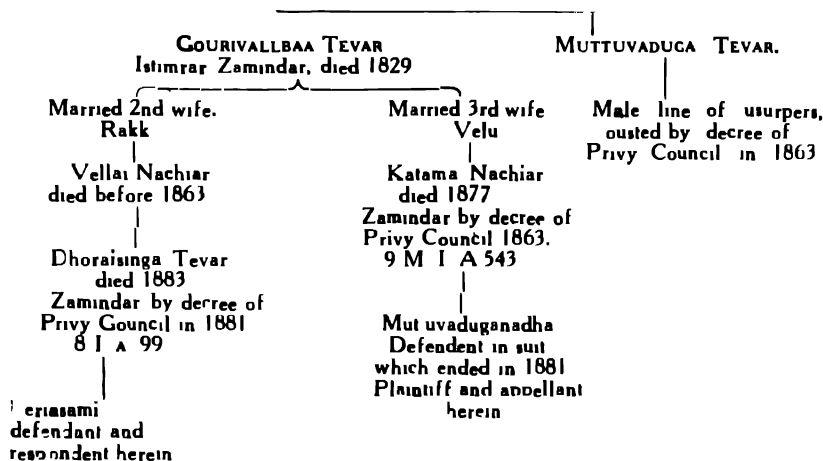 GOURIVALLBAA TEVAR
Istimrar Zamindar, died 1829
MUTTUVADUGA TEVAR.
Married 2nd wife.
Rakk
Married 3rd wife
Velu
Male line of usurpers,
ousted by decree of
Privy Council in 1863
Vellai Nachiar
died before 1863
Katama Nachiar
died 1877
Zamindar by decree of
Privy Council 1863.
9 M I A 543
Dhoraisinga Tevar
died 1883
Zamindar by decree of
Privy Council in 1881
8 I A 99
Mut uvaduganadha
Defendent in suit
which ended in 1881
Plaintiff and appellant
herein
eriasami
defendant and
respondent herein